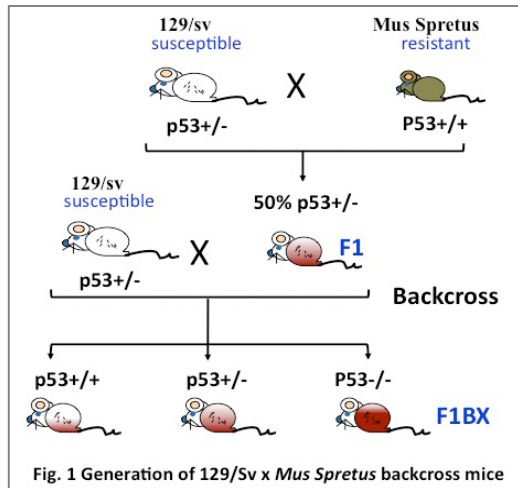 129/sv
susceptible
Mus Spretus
resistant
X
p53+/-
P53+/+
129/sv
susceptible
50% p53+/-
X
F1
p53+/-
Backcross
p53+/+
p53+/-
P53-/-
F1BX
Fig. 1 Generation of 129/Sv x Mus Spretus backcross mice